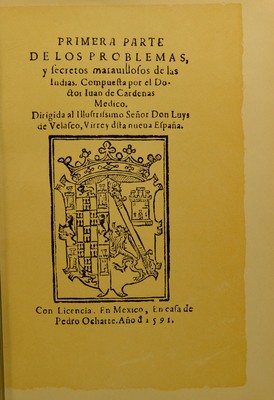 PRIMERA PARTE
DE LOS PROBLEMAS,
y ſecretos marauilloſos de las
Indias. Compueſta por el Do-
ctor Iuan de Cardenas
Medico.
Dirigida al Illuſtriſsimo Señor Don Luys
de Velaſco, Virrey deſta nueua Eſpaña.
Con Licencia. En Mexico, En caſa de
Pedro Ocharte. Año đ 1591.